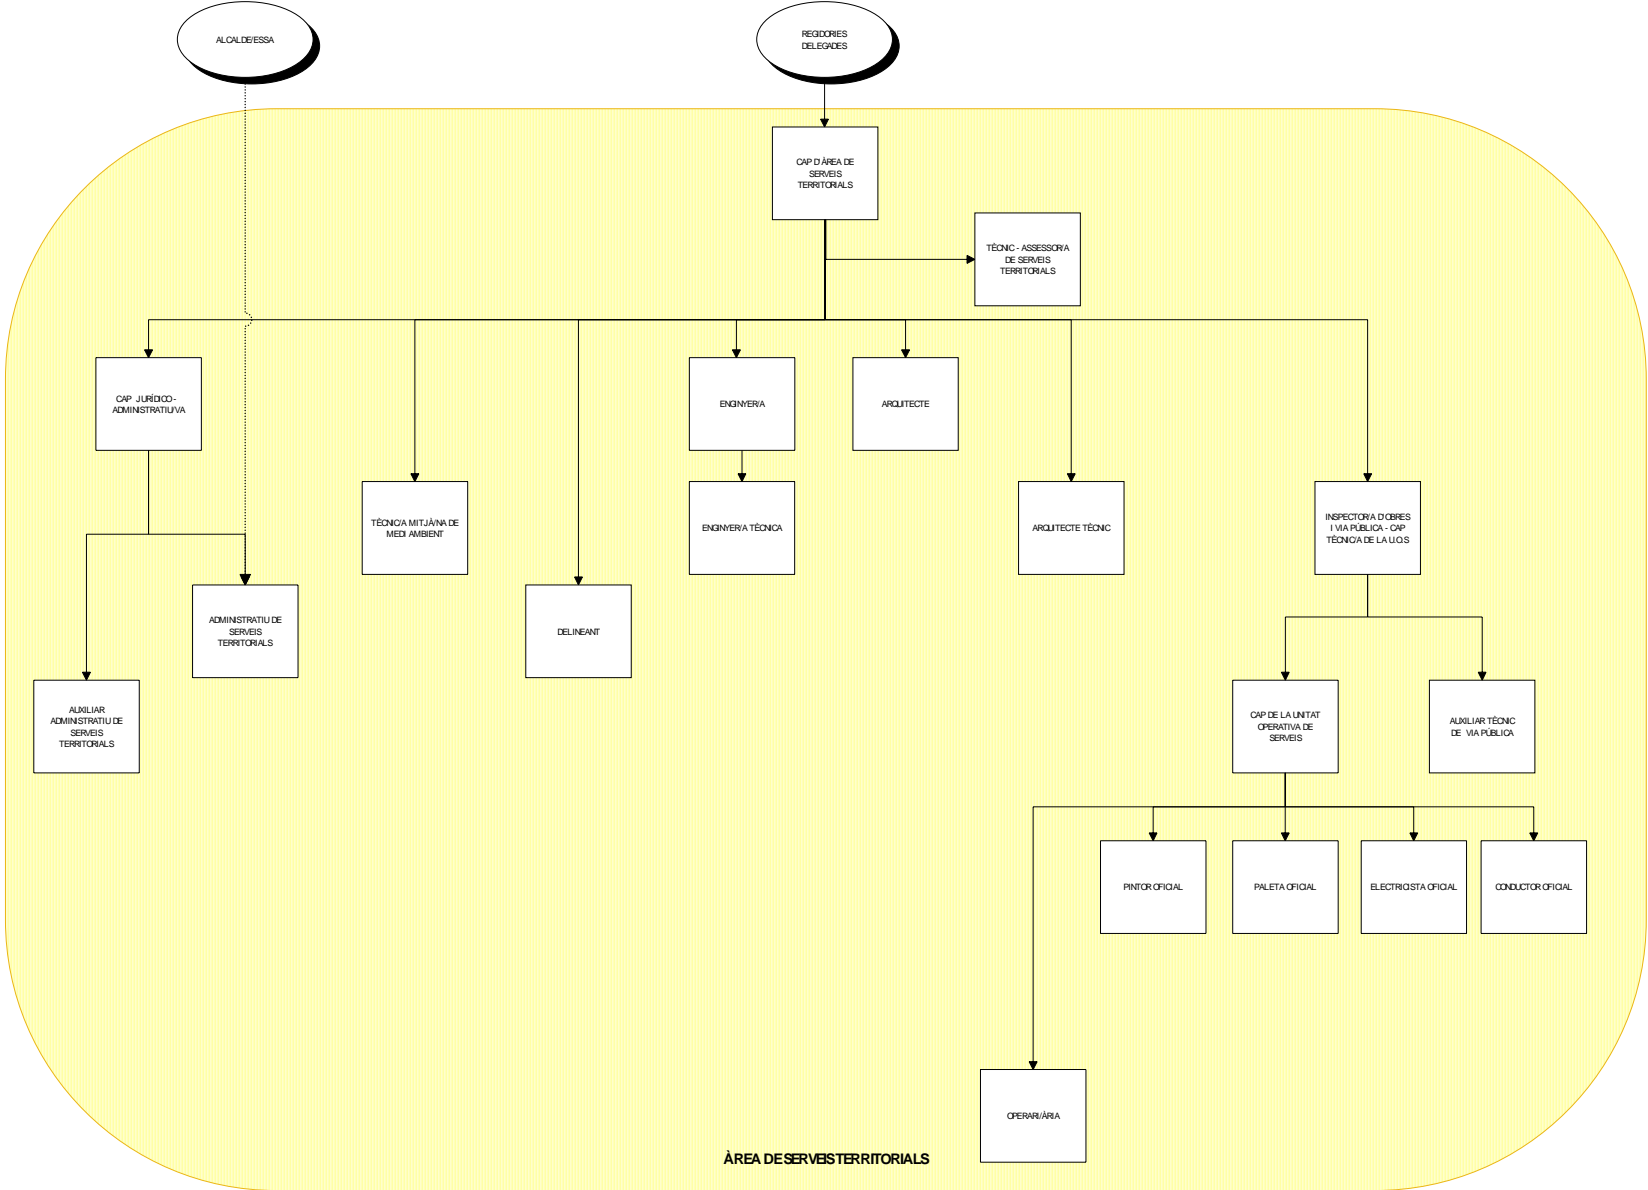 ALCALDE/ESSA
REGIDORIES
DELEGADES
CAP D'ÀREA DE
SERVEIS
TERRITORIALS
TÈCNIC - ASSESSOR/A
DE SERVEIS
TERRITORIALS
CAP JURÍDICO -
ADMINISTRATIU/VA
ENGINYER/A
ARQUITECTE
TÈCNIC/A MITJÀ/NA DE
MEDI AMBIENT
ENGINYER/A TÈCNICA
ARQUITECTE TÈCNIC
INSPECTOR/A D'OBRES
I VIA PÚBLICA - CAP
TÈCNIC/A DE LA U.O.S
ADMINISTRATIU DE
SERVEIS
TERRITORIALS
DELINEANT
AUXILIAR
ADMINISTRATIU DE
SERVEIS
TERRITORIALS
CAP DE LA UNITAT
OPERATIVA DE
SERVEIS
AUXILIAR TÈCNIC
DE VIA PÚBLICA
PINTOR OFICIAL
PALETA OFICIAL
ELECTRICISTA OFICIAL
CONDUCTOR OFICIAL
OPERARI/ÀRIA
ÀREA DE SERVEIS TERRITORIALS